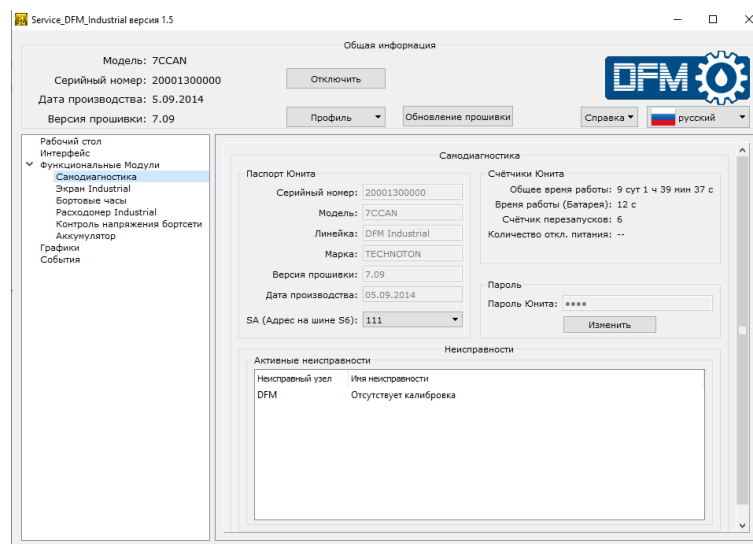 Service_DFM_Industrial версия 1.5
Общая информация
Модель: 7CCAN
Серийный номер: 20001300000
Дата производства: 5.09.2014
Версия прошивки: 7.09
Отключить
Профиль
Обновление прошивки
DFM
Справка
русский
Рабочий стол
Интерфейс
Функциональные Модули
Самодиагностика
Экран Industrial
Бортовые часы
Расходомер Industrial
Контроль напряжения бортсети
Аккумулятор
Графики
События
Самодиагностика
Паспорт Юнита
Серийный номер: 20001300000
Модель: 7CCAN
Линейка: DFM Industrial
Марка: TECHNOTON
Версия прошивки: 7.09
Дата производства: 05.09.2014
SA (Адрес на шине S6): 111
Счётчики Юнита
Общее время работы: 9 сут 1 ч 39 мин 37 с
Время работы (Батарея): 12 с
Счётчик перезапусков: 6
Количество откл. питания: --
Пароль
Пароль Юнита: ●●●●
Изменить
Неисправности
Активные неисправности
Неисправный узел Имя неисправности
DFM Отсутствует калибровка